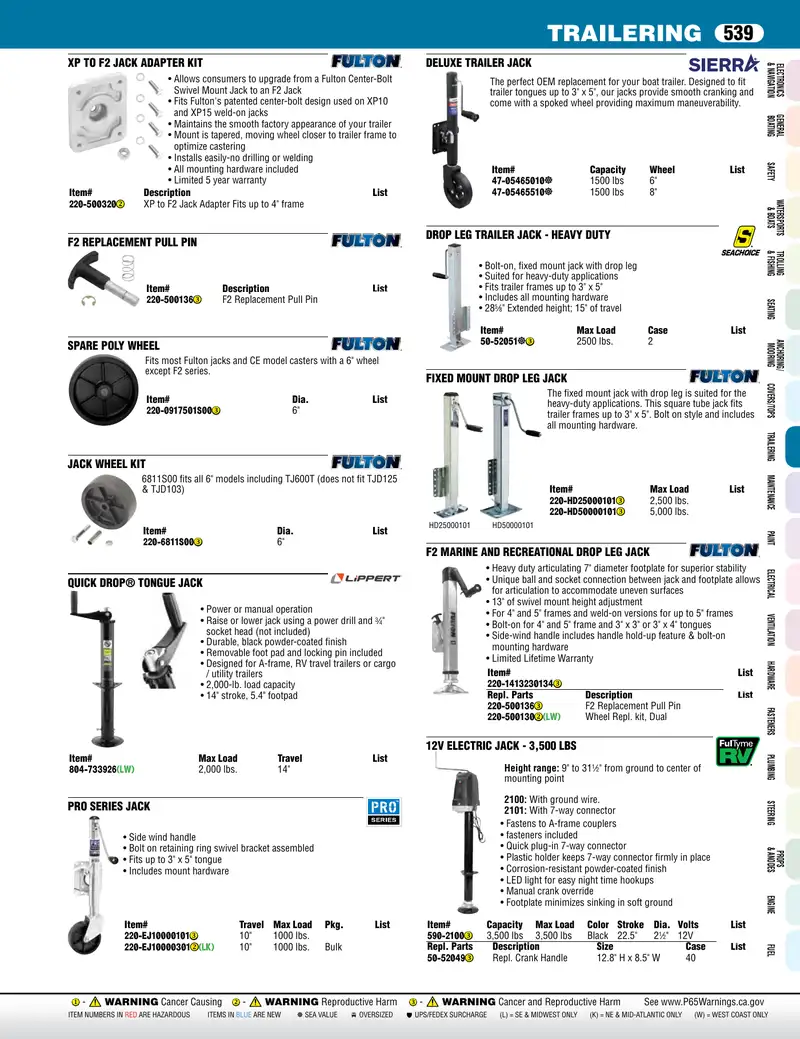 TRAILERING 539
XP TO F2 JACK ADAPTER KIT
FULTON
• Allows consumers to upgrade from a Fulton Center-Bolt
Swivel Mount Jack to an F2 Jack
• Fits Fulton's patented center-bolt design used on XP10
and XP15 weld-on jacks
• Maintains the smooth factory appearance of your trailer
• Mount is tapered, moving wheel closer to trailer frame to
optimize castering
• Installs easily-no drilling or welding
• All mounting hardware included
• Limited 5 year warranty
Item# Description List
220-500320② XP to F2 Jack Adapter Fits up to 4" frame
F2 REPLACEMENT PULL PIN
FULTON
Item# Description List
220-500136③ F2 Replacement Pull Pin
SPARE POLY WHEEL
FULTON
Fits most Fulton jacks and CE model casters with a 6" wheel
except F2 series.
Item# Dia. List
220-0917501S00③ 6"
JACK WHEEL KIT
FULTON
6811S00 fits all 6" models including TJ600T (does not fit TJD125
& TJD103)
Item# Dia. List
220-6811S00③ 6"
QUICK DROP® TONGUE JACK
LIPPERT
• Power or manual operation
• Raise or lower jack using a power drill and ¾"
socket head (not included)
• Durable, black powder-coated finish
• Removable foot pad and locking pin included
• Designed for A-frame, RV travel trailers or cargo
/ utility trailers
• 2,000-lb. load capacity
• 14" stroke, 5.4" footpad
Item# Max Load Travel List
804-733926(LW) 2,000 lbs. 14"
PRO SERIES JACK
PRO
SERIES
• Side wind handle
• Bolt on retaining ring swivel bracket assembled
• Fits up to 3" x 5" tongue
• Includes mount hardware
Item# Travel Max Load Pkg. List
220-EJ10000101③ 10" 1000 lbs.
220-EJ10000301②(LK) 10" 1000 lbs. Bulk
DELUXE TRAILER JACK
SIERRA
The perfect OEM replacement for your boat trailer. Designed to fit
trailer tongues up to 3" x 5", our jacks provide smooth cranking and
come with a spoked wheel providing maximum maneuverability.
Item# Capacity Wheel List
47-05465010 1500 lbs 6"
47-05465510 1500 lbs 8"
DROP LEG TRAILER JACK - HEAVY DUTY
S
SEACHOICE
• Bolt-on, fixed mount jack with drop leg
• Suited for heavy-duty applications
• Fits trailer frames up to 3" x 5"
• Includes all mounting hardware
Extended height; 15" of travel
Item# Max Load Case List
50-52051③ 2500 lbs. 2
FIXED MOUNT DROP LEG JACK
FULTON
The fixed mount jack with drop leg is suited for the
heavy-duty applications. This square tube jack fits
trailer frames up to 3" x 5". Bolt on style and includes
all mounting hardware.
Item# Max Load List
220-HD25000101③ 2,500 lbs.
220-HD50000101③ 5,000 lbs.
HD25000101 HD50000101
F2 MARINE AND RECREATIONAL DROP LEG JACK
FULTON
• Heavy duty articulating 7" diameter footplate for superior stability
• Unique ball and socket connection between jack and footplate allows
for articulation to accommodate uneven surfaces
• 13" of swivel mount height adjustment
• For 4" and 5" frames and weld-on versions for up to 5" frames
• Bolt-on for 4" and 5" frame and 3" x 3" or 3" x 4" tongues
• Side-wind handle includes handle hold-up feature & bolt-on
mounting hardware
• Limited Lifetime Warranty
Item# List
220-1413230134③
Repl. Parts Description List
220-500136③ F2 Replacement Pull Pin
220-500130②(LW) Wheel Repl. kit, Dual
12V ELECTRIC JACK - 3,500 LBS
FulTyme
RV
Height range: 9" to 31½" from ground to center of
mounting point
2100: With ground wire.
2101: With 7-way connector
• Fastens to A-frame couplers
• fasteners included
• Quick plug-in 7-way connector
• Plastic holder keeps 7-way connector firmly in place
• Corrosion-resistant powder-coated finish
• LED light for easy night time hookups
• Manual crank override
• Footplate minimizes sinking in soft ground
Item# Capacity Max Load Color Stroke Dia. Volts List
590-2100③ 3,500 lbs 3,500 lbs Black 22.5" 12V
Repl. Parts Description Size Case List
50-52049③ Repl. Crank Handle 12.8" H x 8.5" W 40
ELECTRONICS
& NAVIGATION
GENERAL
BOATING
SAFETY
WATERSPORTS
& BOATS
TROLLING
& FISHING
SEATING
ANCHORING/
MOORING
COVERS/TOPS
TRAILERING
MAINTENANCE
PAINT
ELECTRICAL
VENTILATION
HARDWARE
FASTENERS
PLUMBING
STEERING
PROPS
& ANODES
ENGINE
FUEL
① - WARNING Cancer Causing ② - WARNING Reproductive Harm ③ - WARNING Cancer and Reproductive Harm See www.P65Warnings.ca.gov
ITEM NUMBERS IN RED ARE HAZARDOUS ITEMS IN BLUE ARE NEW SEA VALUE OVERSIZED UPS/FEDEX SURCHARGE (L) = SE & MIDWEST ONLY (K) = NE & MID-ATLANTIC ONLY (W) = WEST COAST ONLY